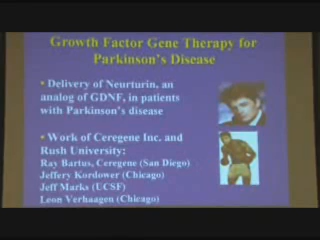 Growth Factor Gene Therapy for
Parkinson's Disease
• Delivery of Neurturin, an
analog of GDNF, in patients
with Parkinson's disease
• Work of Ceregene Inc. and
Rush University:
Ray Bartus, Ceregene (San Diego)
Jeffery Kordower (Chicago)
Jeff Marks (UCSF)
Leon Verhaagen (Chicago)